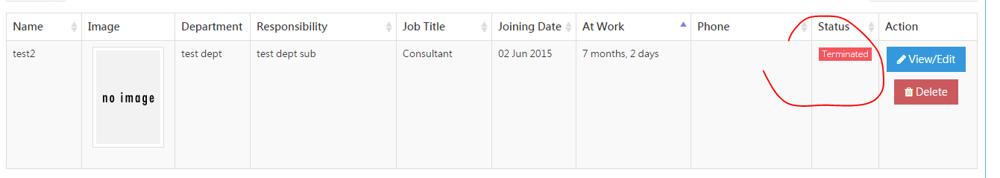 Name Image Department Responsibility Job Title Joining Date At Work Phone Status Action
test2 test dept test dept sub Consultant 02 Jun 2015 7 months, 2 days Terminated View/Edit
no image Delete